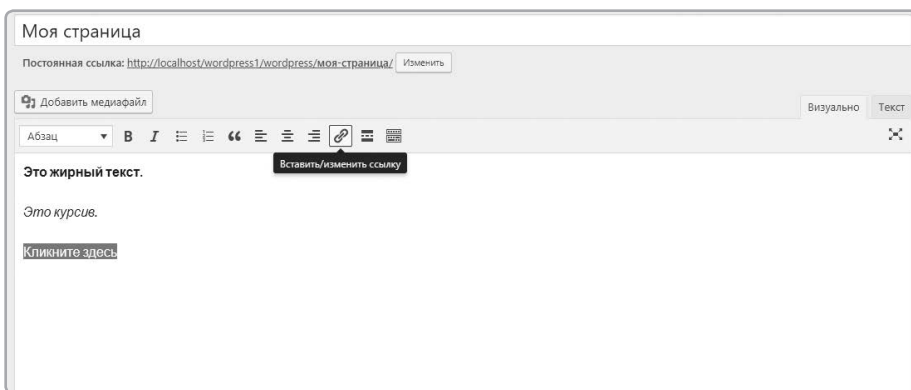 Моя страница
Постоянная ссылка: http://localhost/wordpress1/wordpress/моя-страница/ Изменить
Добавить медиафайл
Визуально Текст
Абзац B I
Вставить/изменить ссылку
Это жирный текст.
Это курсив.
Кликните здесь